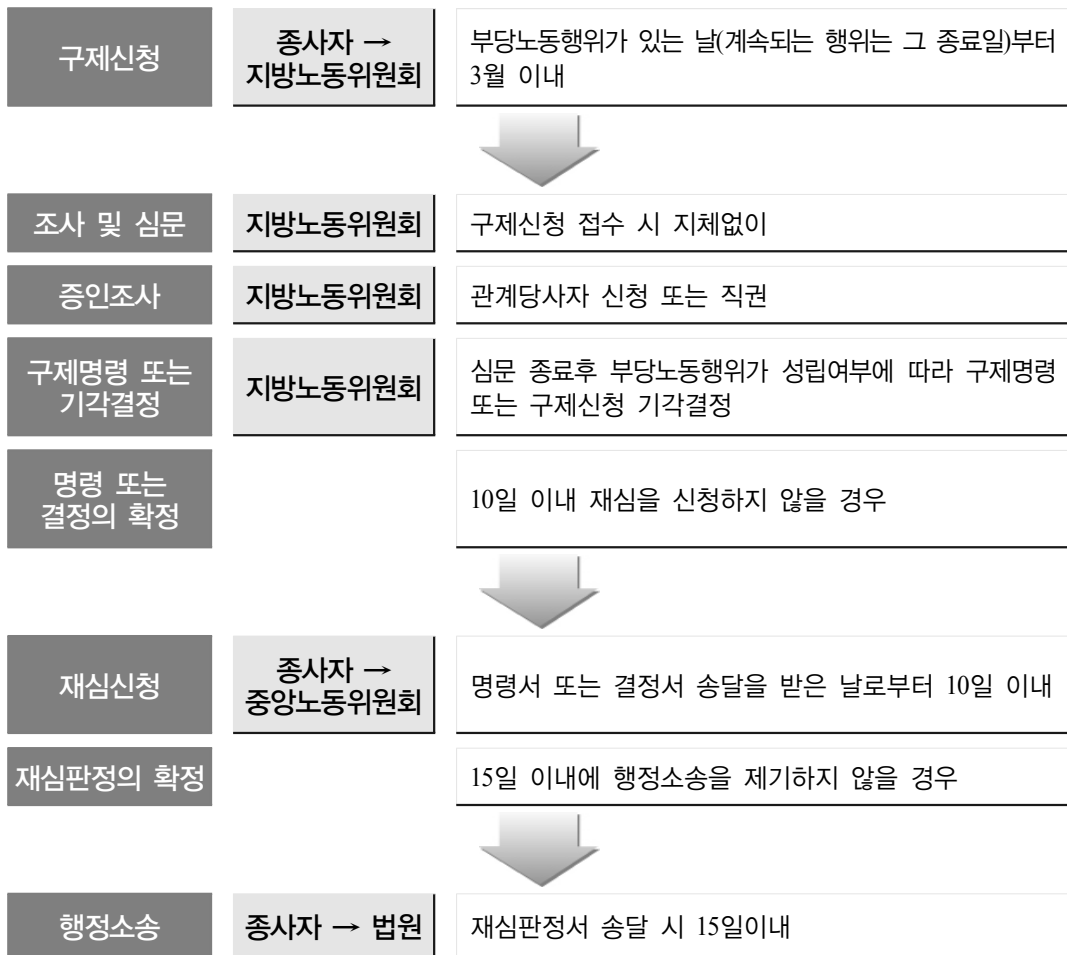 구제신청
종사자 →
지방노동위원회
부당노동행위가 있는 날(계속되는 행위는 그 종료일)부터
3월 이내
조사 및 심문
지방노동위원회
구제신청 접수 시 지체없이
증인조사
지방노동위원회
관계당사자 신청 또는 직권
구제명령 또는
기각결정
지방노동위원회
심문 종료후 부당노동행위가 성립여부에 따라 구제명령
또는 구제신청 기각결정
명령 또는
결정의 확정
10일 이내 재심을 신청하지 않을 경우
재심신청
종사자 →
중앙노동위원회
명령서 또는 결정서 송달을 받은 날로부터 10일 이내
재심판정의 확정
15일 이내에 행정소송을 제기하지 않을 경우
행정소송
종사자 → 법원
재심판정서 송달 시 15일이내